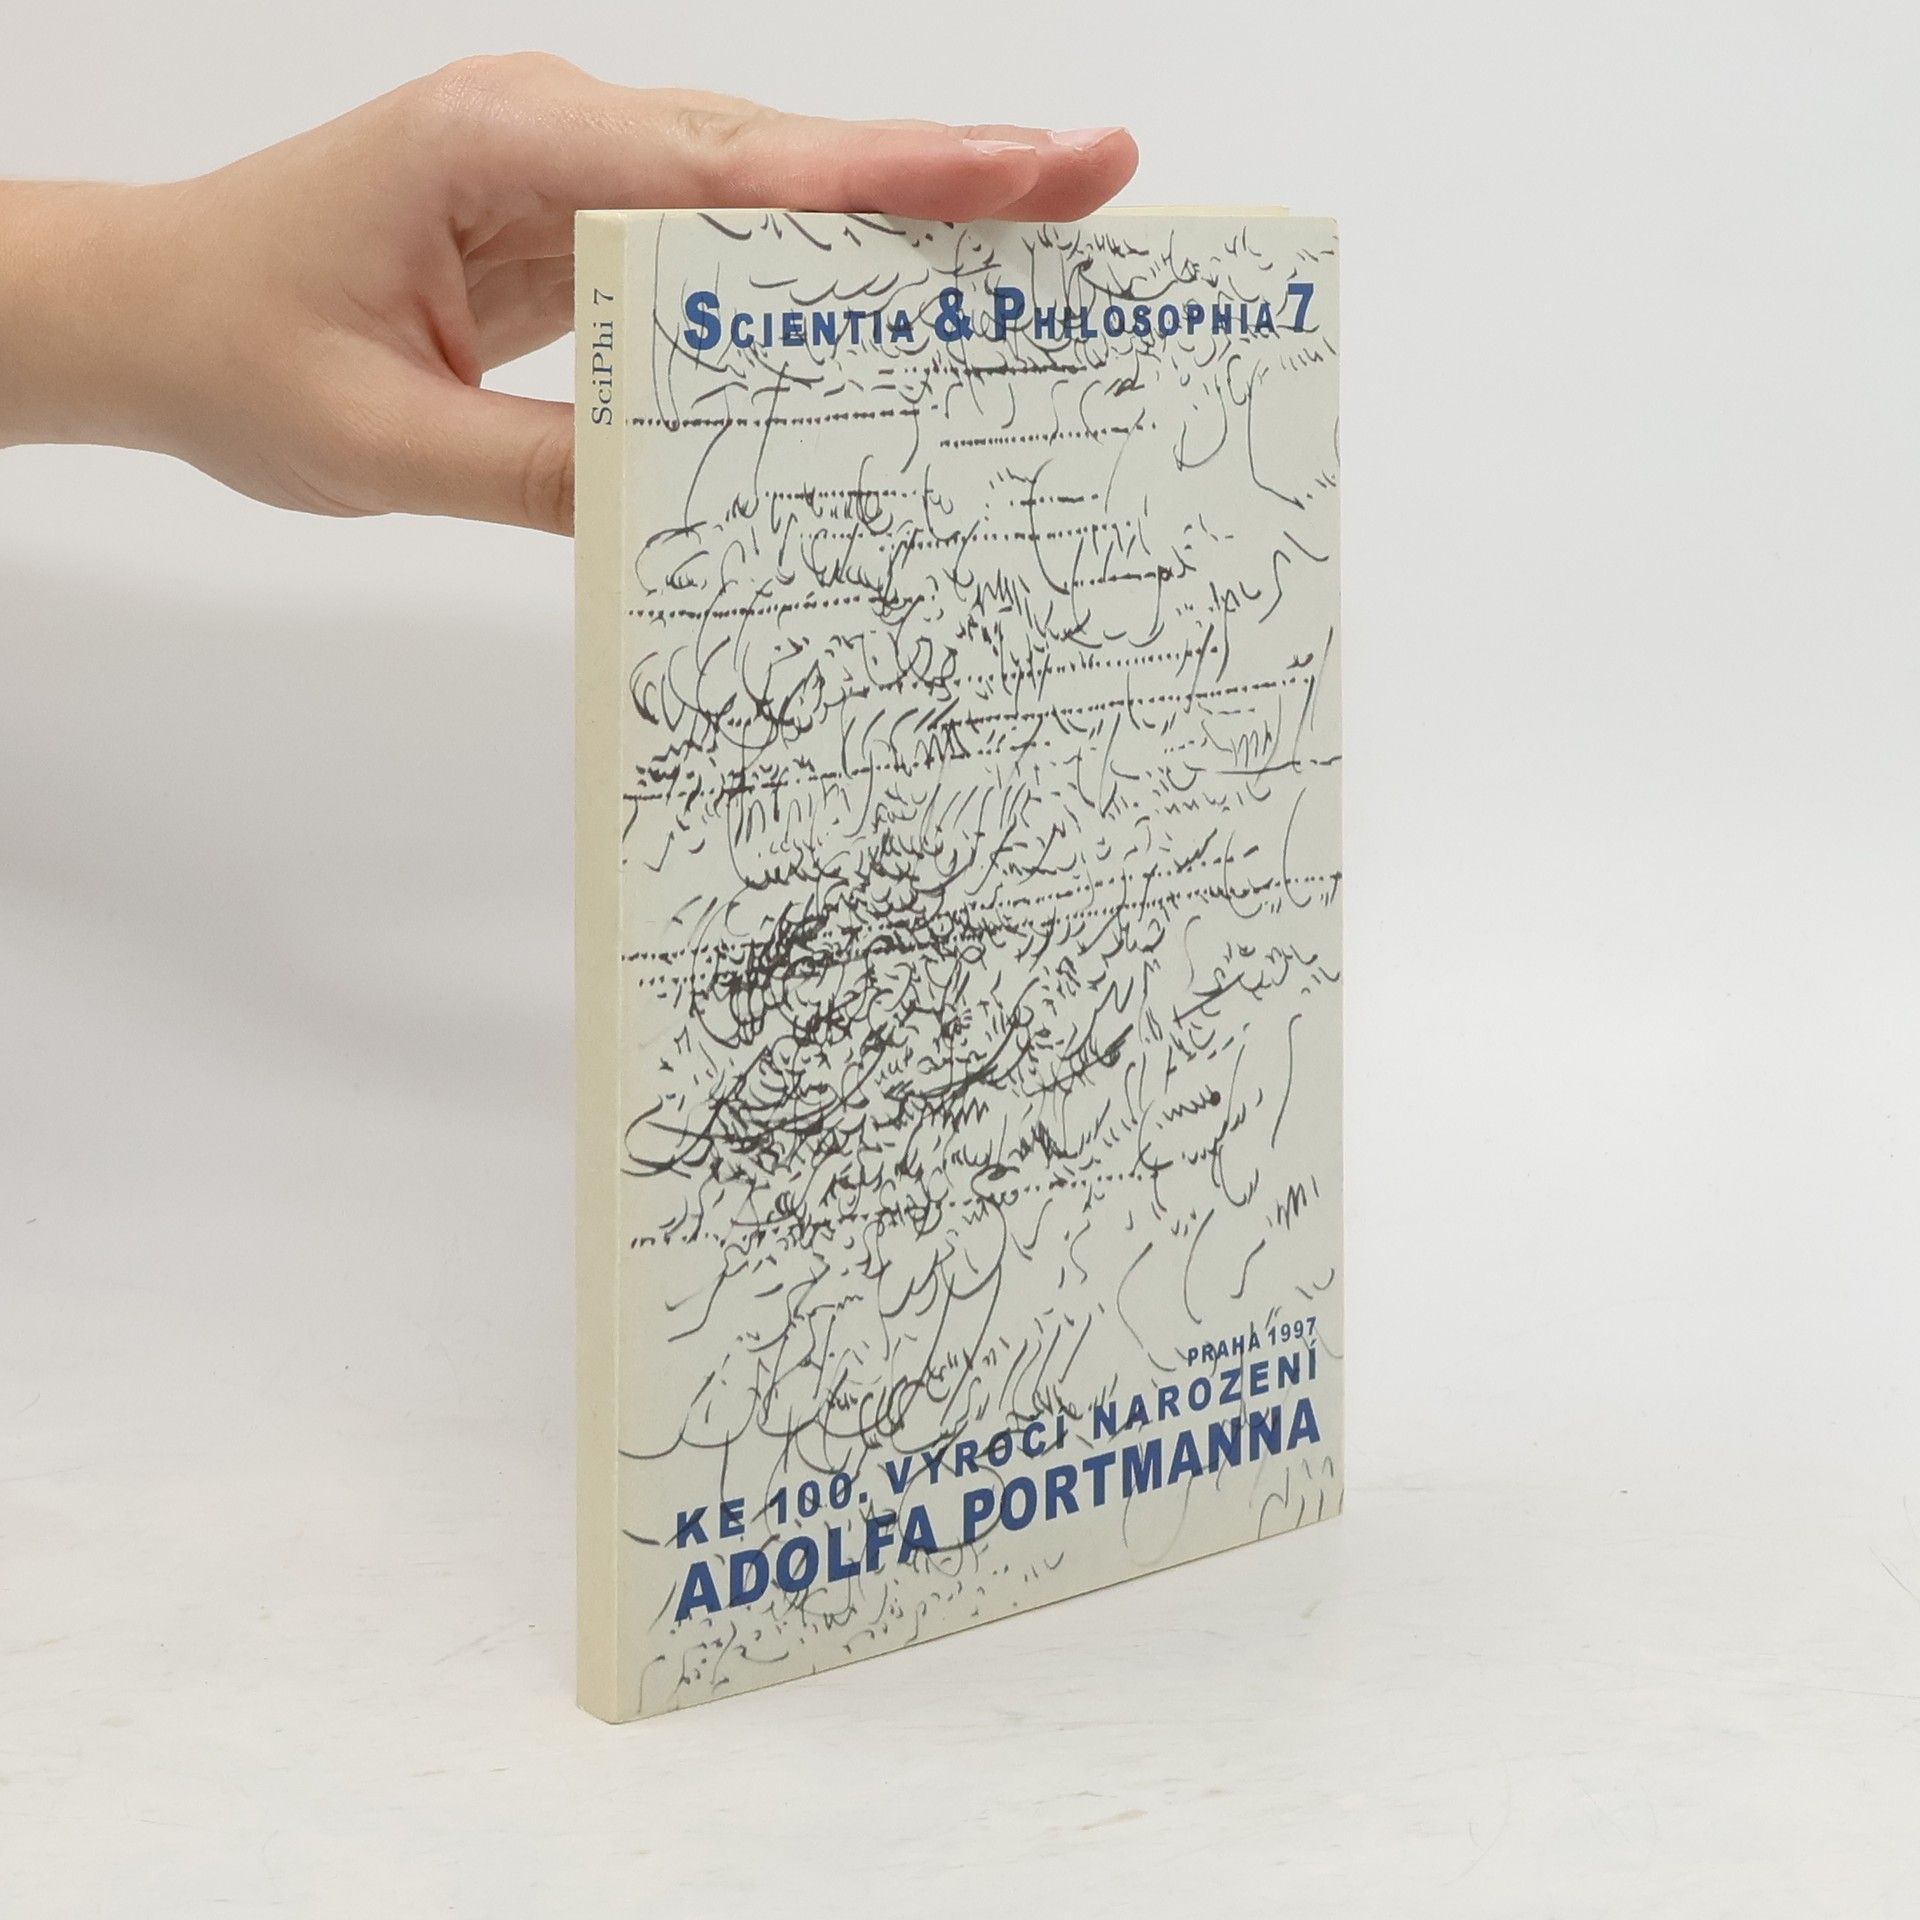 SciPhi 7
SCIENTIA & PHILOSOPHIA 7
PRAHA 1997
KE 100. VÝROČÍ NAROZENÍ
ADOLFA PORTMANNA